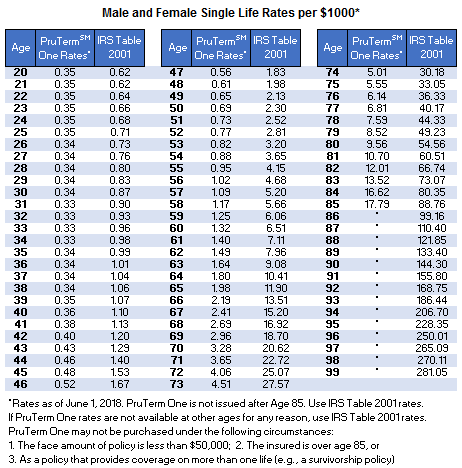 Male and Female Single Life Rates per $1000*
Age PruTermSM One Rates* IRS Table 2001 Age PruTermSM One Rates* IRS Table 2001 Age PruTermSM One Rates* IRS Table 2001
20 0.35 0.62 47 0.56 1.83 74 5.01 30.18
21 0.35 0.62 48 0.61 1.98 75 5.55 33.05
22 0.35 0.64 49 0.65 2.13 76 6.14 36.33
23 0.35 0.66 50 0.69 2.30 77 6.81 40.17
24 0.35 0.68 51 0.73 2.52 78 7.59 44.33
25 0.35 0.71 52 0.77 2.81 79 8.52 49.23
26 0.34 0.73 53 0.82 3.20 80 9.56 54.56
27 0.34 0.76 54 0.88 3.65 81 10.70 60.51
28 0.34 0.80 55 0.95 4.15 82 12.01 66.74
29 0.34 0.83 56 1.02 4.68 83 13.52 73.07
30 0.34 0.87 57 1.09 5.20 84 16.62 80.35
31 0.33 0.90 58 1.17 5.66 85 17.79 88.76
32 0.33 0.93 59 1.25 6.06 86 * 99.16
33 0.33 0.96 60 1.32 6.51 87 * 110.40
34 0.33 0.98 61 1.40 7.11 88 * 121.85
35 0.34 0.99 62 1.49 7.96 89 * 133.40
36 0.34 1.01 63 1.64 9.08 90 * 144.30
37 0.34 1.04 64 1.80 10.41 91 * 155.80
38 0.34 1.06 65 1.98 11.90 92 * 168.75
39 0.35 1.07 66 2.19 13.51 93 * 186.44
40 0.36 1.10 67 2.41 15.20 94 * 206.70
41 0.38 1.13 68 2.69 16.92 95 * 228.35
42 0.40 1.20 69 2.96 18.70 96 * 250.01
43 0.43 1.29 70 3.28 20.62 97 * 265.09
44 0.46 1.40 71 3.65 22.72 98 * 270.11
45 0.48 1.53 72 4.06 25.07 99 * 281.05
46 0.52 1.67 73 4.51 27.57
*Rates as of June 1, 2018. PruTerm One is not issued after Age 85. Use IRS Table 2001 rates.
If PruTerm One rates are not available at other ages for any reason, use IRS Table 2001 rates.
PruTerm One may not be purchased under the following circumstances:
1. The face amount of policy is less than $50,000; 2. The insured is over age 85, or
3. As a policy that provides coverage on more than one life (e.g., a survivorship policy)